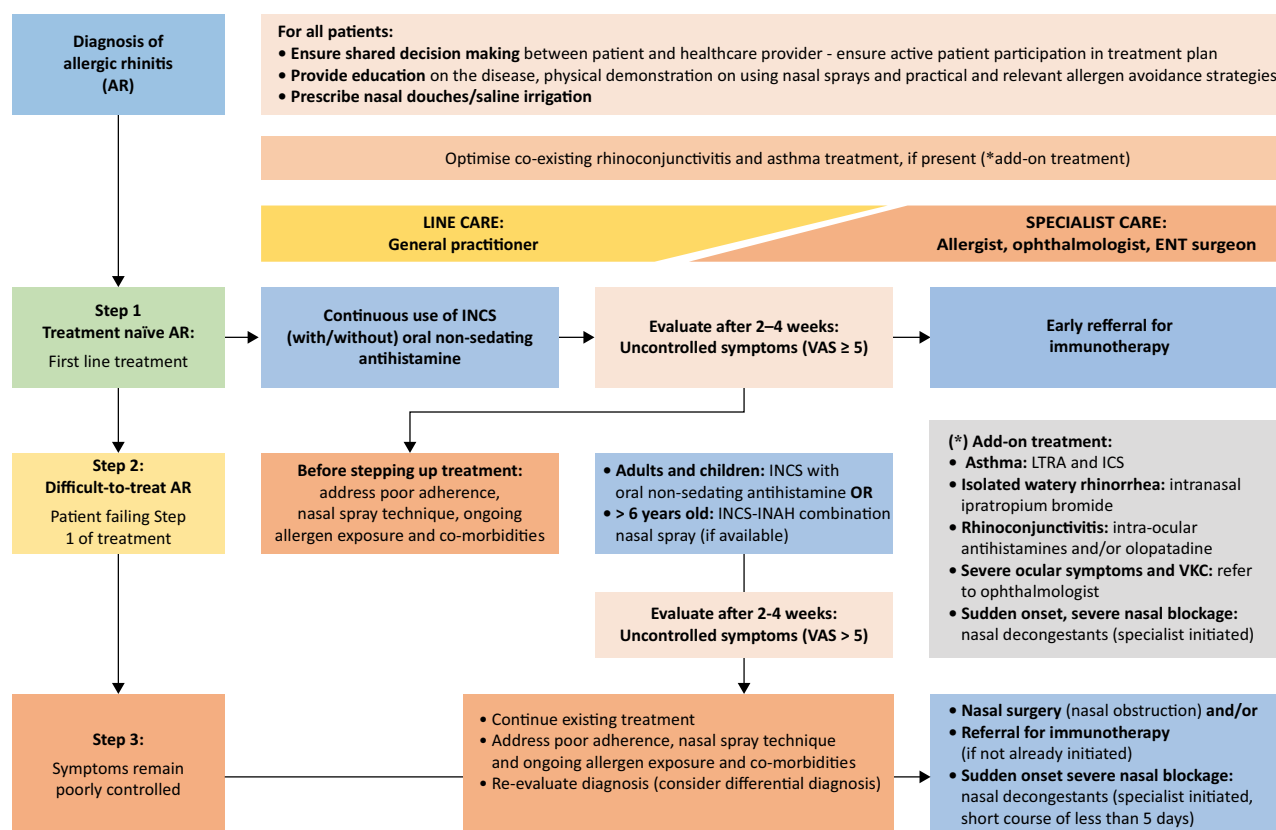 Diagnosis of
allergic rhinitis
(AR)
For all patients:
• Ensure shared decision making between patient and healthcare provider - ensure active patient participation in treatment plan
• Provide education on the disease, physical demonstration on using nasal sprays and practical and relevant allergen avoidance strategies
• Prescribe nasal douches/saline irrigation
Optimise co-existing rhinoconjunctivitis and asthma treatment, if present (*add-on treatment)
LINE CARE:
General practitioner
SPECIALIST CARE:
Allergist, ophthalmologist, ENT surgeon
Step 1
Treatment naïve AR:
First line treatment
Continuous use of INCS
(with/without) oral non-sedating
antihistamine
Evaluate after 2–4 weeks:
Uncontrolled symptoms (VAS ≥ 5)
Early refferral for
immunotherapy
Step 2:
Difficult-to-treat AR
Patient failing Step
1 of treatment
Before stepping up treatment:
address poor adherence,
nasal spray technique, ongoing
allergen exposure and co-morbidities
• Adults and children: INCS with
oral non-sedating antihistamine OR
• > 6 years old: INCS-INAH combination
nasal spray (if available)
(*) Add-on treatment:
• Asthma: LTRA and ICS
• Isolated watery rhinorrhea: intranasal
ipratropium bromide
• Rhinoconjunctivitis: intra-ocular
antihistamines and/or olopatadine
• Severe ocular symptoms and VKC: refer
to ophthalmologist
• Sudden onset, severe nasal blockage:
nasal decongestants (specialist initiated)
Evaluate after 2-4 weeks:
Uncontrolled symptoms (VAS > 5)
Step 3:
Symptoms remain
poorly controlled
• Continue existing treatment
• Address poor adherence, nasal spray technique
and ongoing allergen exposure and co-morbidities
• Re-evaluate diagnosis (consider differential diagnosis)
• Nasal surgery (nasal obstruction) and/or
• Referral for immunotherapy
(if not already initiated)
• Sudden onset severe nasal blockage:
nasal decongestants (specialist initiated,
short course of less than 5 days)